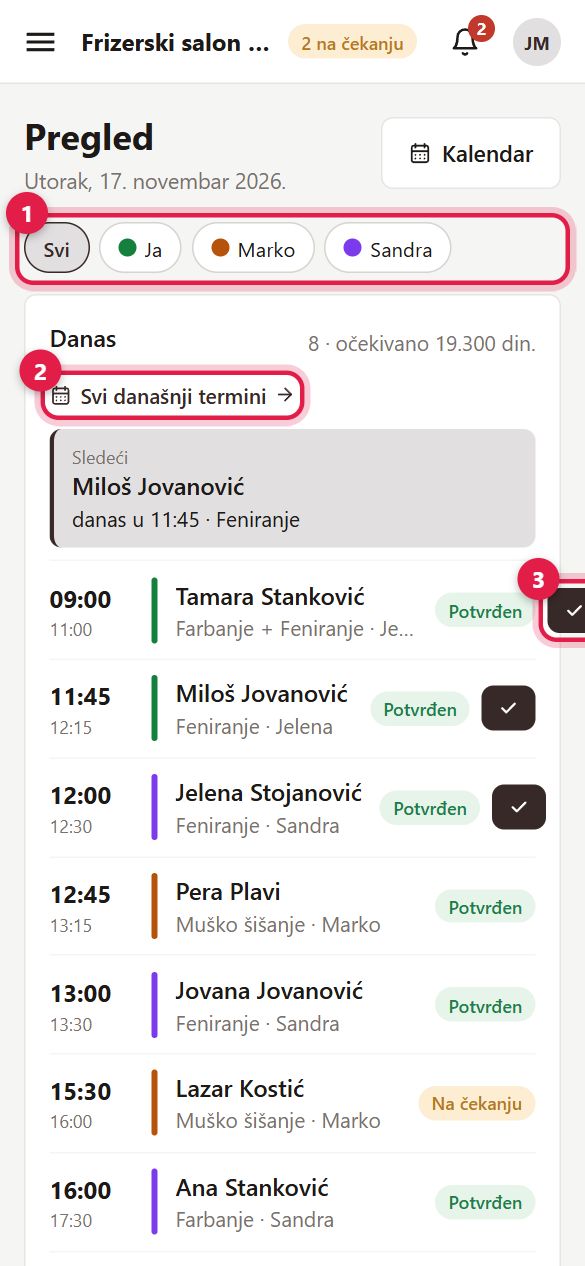 Frizerski salon ...
2 na čekanju
2
JM
Pregled
Utorak, 17. novembar 2026.
Kalendar
1
Svi
Ja
Marko
Sandra
Danas
8 · očekivano 19.300 din.
2
Svi današnji termini →
Sledeći
Miloš Jovanović
danas u 11:45 · Feniranje
3
09:00
11:00
Tamara Stanković
Farbanje + Feniranje · Je...
Potvrđen
11:45
12:15
Miloš Jovanović
Feniranje · Jelena
Potvrđen
12:00
12:30
Jelena Stojanović
Feniranje · Sandra
Potvrđen
12:45
13:15
Pera Plavi
Muško šišanje · Marko
Potvrđen
13:00
13:30
Jovana Jovanović
Feniranje · Sandra
Potvrđen
15:30
16:00
Lazar Kostić
Muško šišanje · Marko
Na čekanju
16:00
17:30
Ana Stanković
Farbanje · Sandra
Potvrđen